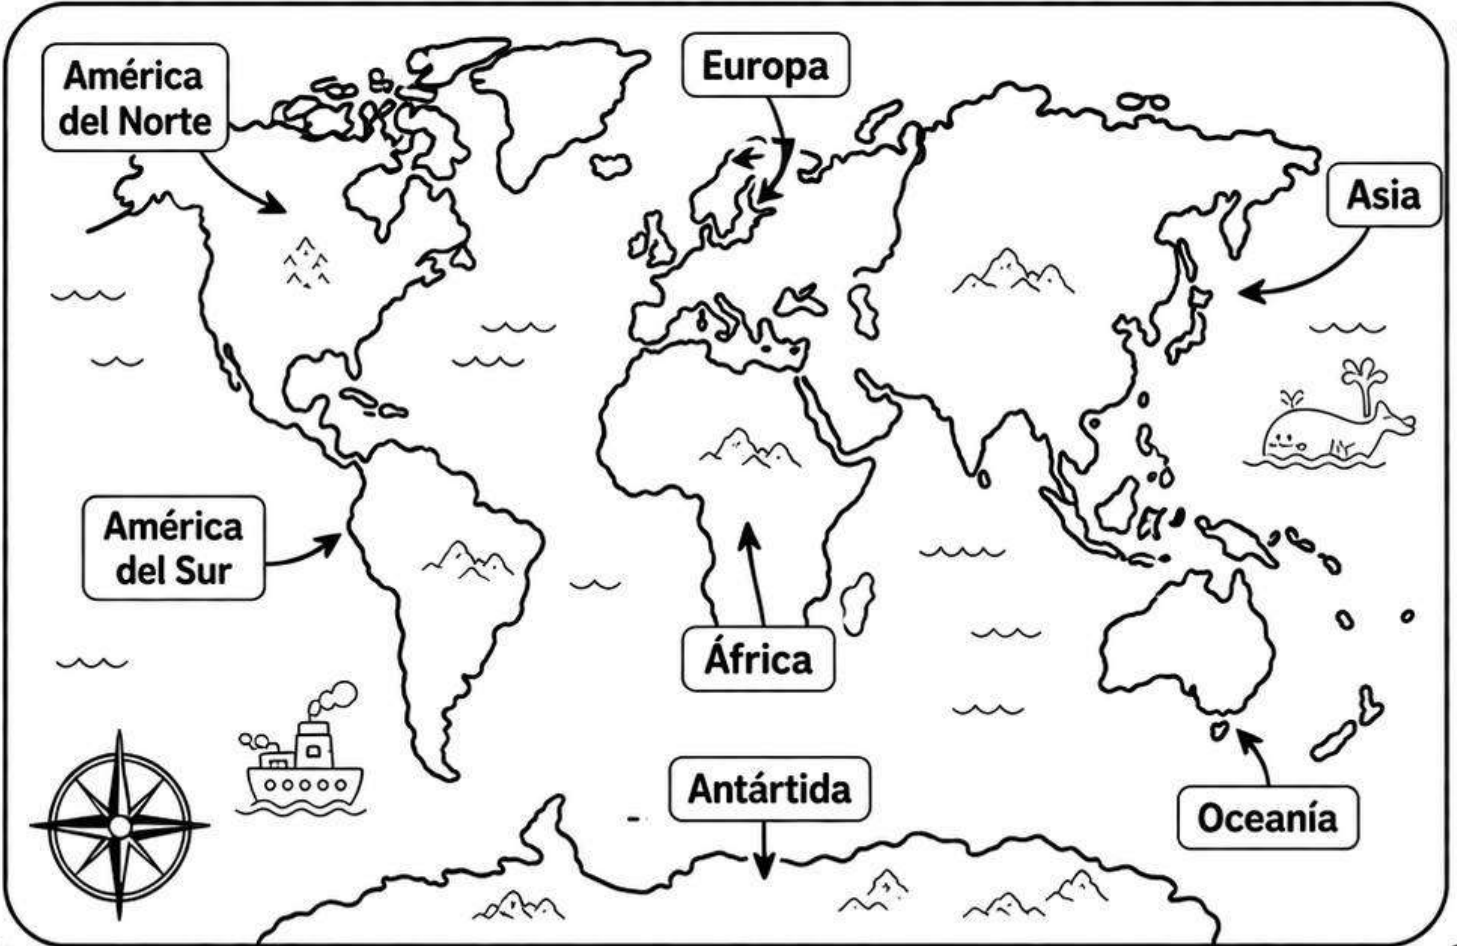 América
del Norte
Europa
Asia
América
del Sur
África
Antártida
Oceanía